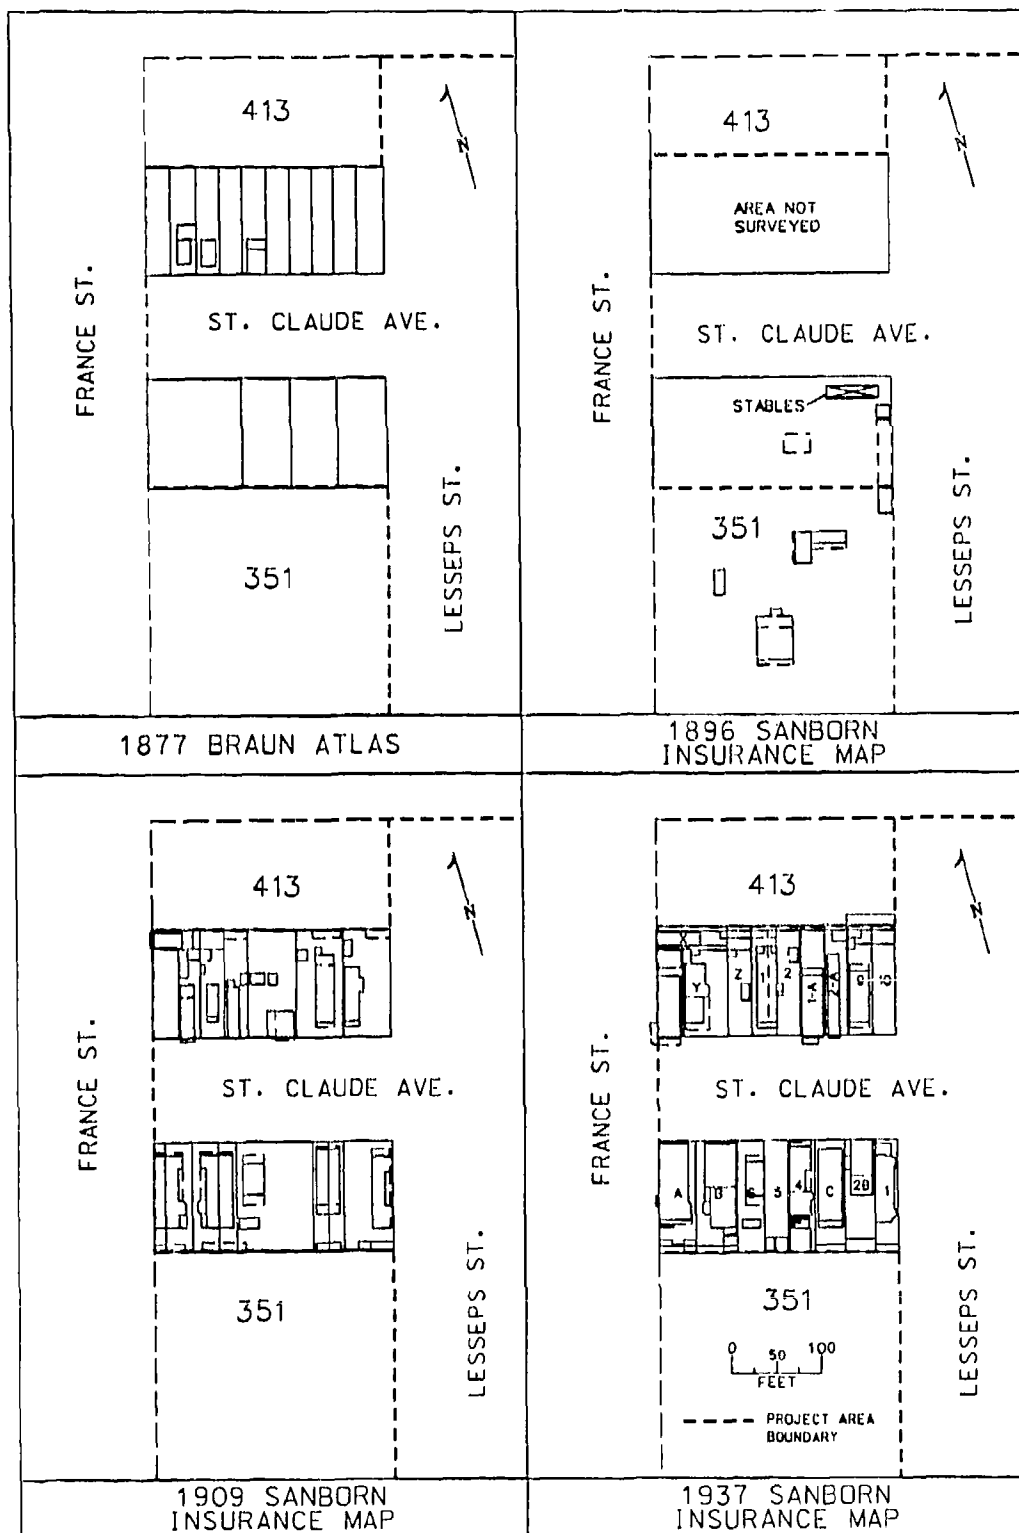 413
N
FRANCE ST.
ST. CLAUDE AVE.
LESSEPS ST.
351
1877 BRAUN ATLAS
413
N
AREA NOT
SURVEYED
FRANCE ST.
ST. CLAUDE AVE.
STABLES
351
LESSEPS ST.
1896 SANBORN
INSURANCE MAP
413
N
FRANCE ST.
ST. CLAUDE AVE.
LESSEPS ST.
351
1909 SANBORN
INSURANCE MAP
413
N
Y
Z
1
2
1-A
2-A
FRANCE ST.
ST. CLAUDE AVE.
A
B
5
4
C
2B
1
LESSEPS ST.
351
0
50
100
FEET
PROJECT AREA
BOUNDARY
1937 SANBORN
INSURANCE MAP